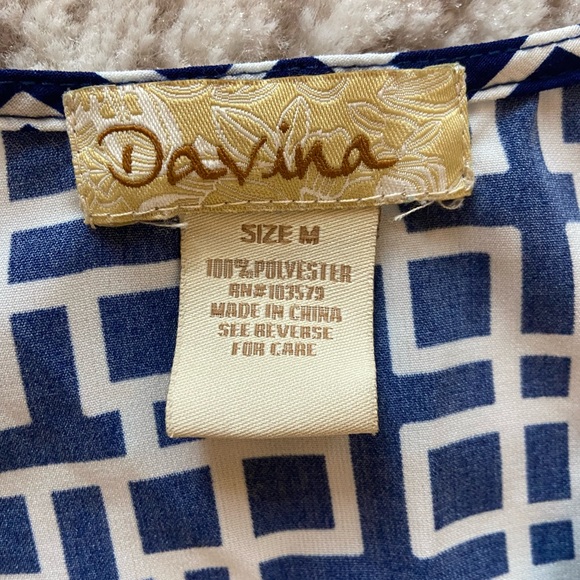 Davina
SIZE M
100% POLYESTER
RN#103579
MADE IN CHINA
SEE REVERSE
FOR CARE